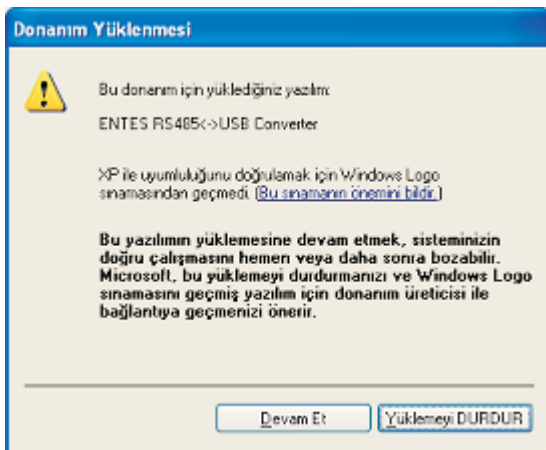 Donanım Yüklenmesi
Bu donanım için yüklediğiniz yazılım:
ENTES RS485<->USB Converter
XP ile uyumluluğunu doğrulamak için Windows Logo
sınamasından geçmedi. (Bu sınamanın önemini bildir.)
Bu yazılımın yüklemesine devam etmek, sisteminizin
doğru çalışmasını hemen veya daha sonra bozabilir.
Microsoft, bu yüklemeyi durdurmanızı ve Windows Logo
sınamasını geçmiş yazılım için donanım üreticisi ile
bağlantıya geçmenizi önerir.
Devam Et
Yüklemeyi DURDUR